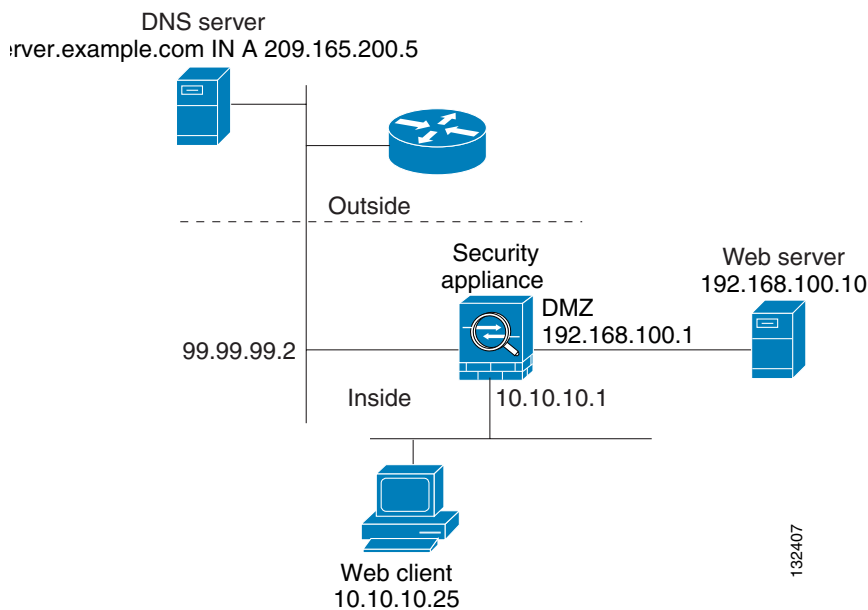 DNS server
erver.example.com IN A 209.165.200.5
Outside
Security
appliance
Web server
192.168.100.10
DMZ
192.168.100.1
99.99.99.2
Inside
10.10.10.1
Web client
10.10.10.25
132407